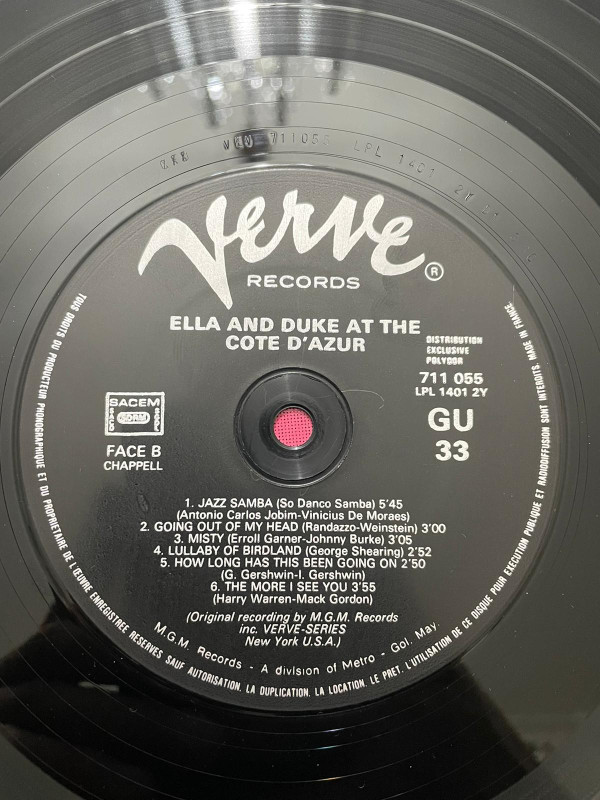 711055 LPL 1401
Verve
®
RECORDS
ELLA AND DUKE AT THE
COTE D'AZUR
DISTRIBUTION
EXCLUSIVE
POLYDOR
711 055
LPL 1401 2Y
GU
33
SACEM
SDRM
FACE B
CHAPPELL
1. JAZZ SAMBA (So Danco Samba) 5'45
(Antonio Carlos Jobim-Vinicius De Moraes)
2. GOING OUT OF MY HEAD (Randazzo-Weinstein) 3'00
3. MISTY (Erroll Garner-Johnny Burke) 3'05
4. LULLABY OF BIRDLAND (George Shearing) 2'52
5. HOW LONG HAS THIS BEEN GOING ON 2'50
(G. Gershwin-I. Gershwin)
6. THE MORE I SEE YOU 3'55
(Harry Warren-Mack Gordon)
(Original recording by M.G.M. Records
inc. VERVE-SERIES
New York U.S.A.)
M.G.M. Records - A division of Metro - Gol. May.
TOUS DROITS DU PRODUCTEUR PHONOGRAPHIQUE ET DU PROPRIETAIRE DE L'ŒUVRE ENREGISTREE RESERVES SAUF AUTORISATION. LA DUPLICATION. LA LOCATION. LE PRET. L'UTILISATION DE CE DISQUE POUR EXECUTION PUBLIQUE ET RADIODIFFUSION SONT INTERDITS. MADE IN FRANCE.